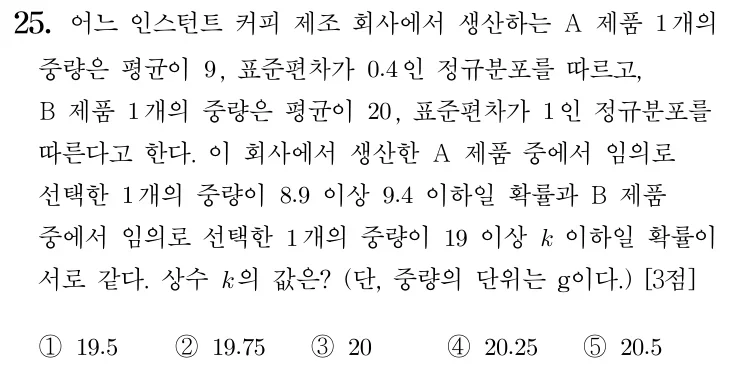 25. 어느 인스턴트 커피 제조 회사에서 생산하는 A 제품 1개의
중량은 평균이 9, 표준편차가 0.4인 정규분포를 따르고,
B 제품 1개의 중량은 평균이 20, 표준편차가 1인 정규분포를
따른다고 한다. 이 회사에서 생산한 A 제품 중에서 임의로
선택한 1개의 중량이 8.9 이상 9.4 이하일 확률과 B 제품
중에서 임의로 선택한 1개의 중량이 19 이상 k 이하일 확률이
서로 같다. 상수 k의 값은? (단, 중량의 단위는 g이다.) [3점]
① 19.5 ② 19.75 ③ 20 ④ 20.25 ⑤ 20.5